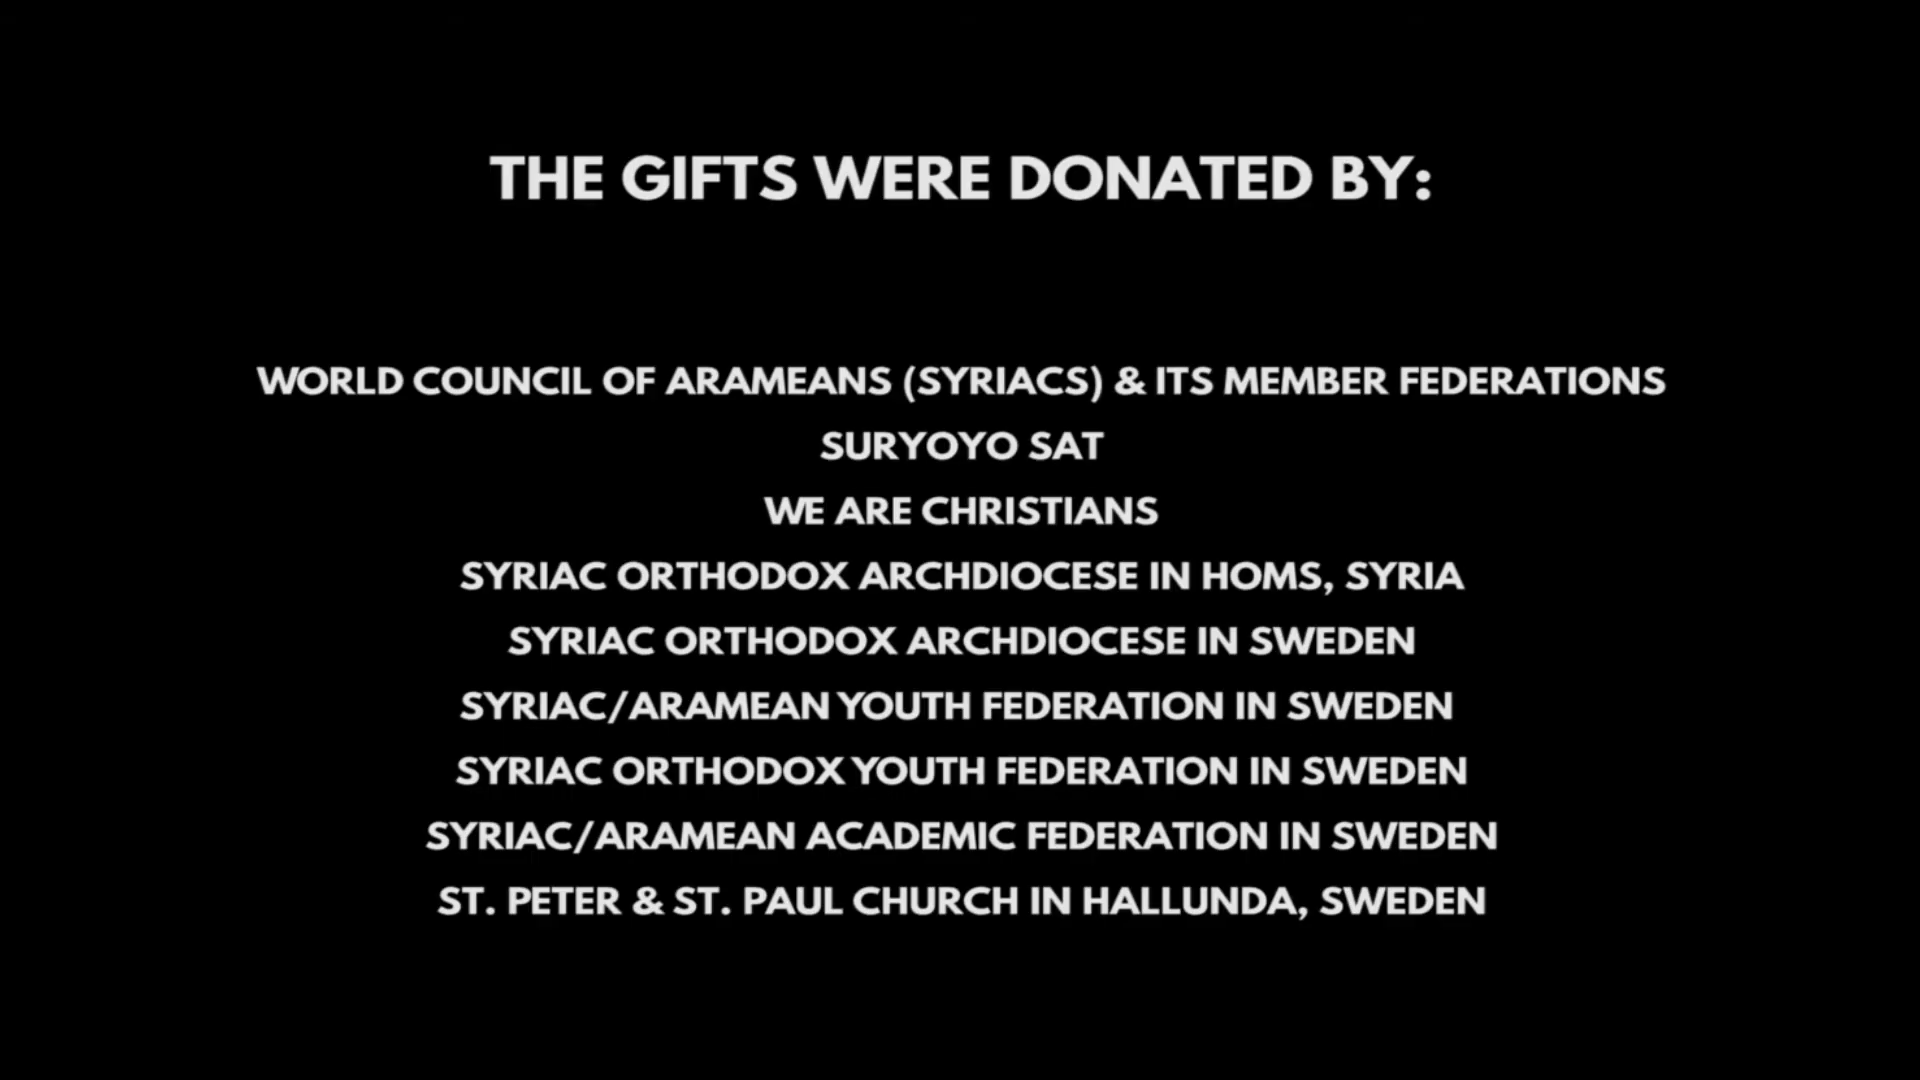 THE GIFTS WERE DONATED BY:
WORLD COUNCIL OF ARAMEANS (SYRIACS) & ITS MEMBER FEDERATIONS
SURYOYO SAT
WE ARE CHRISTIANS
SYRIAC ORTHODOX ARCHDIOCESE IN HOMS, SYRIA
SYRIAC ORTHODOX ARCHDIOCESE IN SWEDEN
SYRIAC/ARAMEAN YOUTH FEDERATION IN SWEDEN
SYRIAC ORTHODOX YOUTH FEDERATION IN SWEDEN
SYRIAC/ARAMEAN ACADEMIC FEDERATION IN SWEDEN
ST. PETER & ST. PAUL CHURCH IN HALLUNDA, SWEDEN